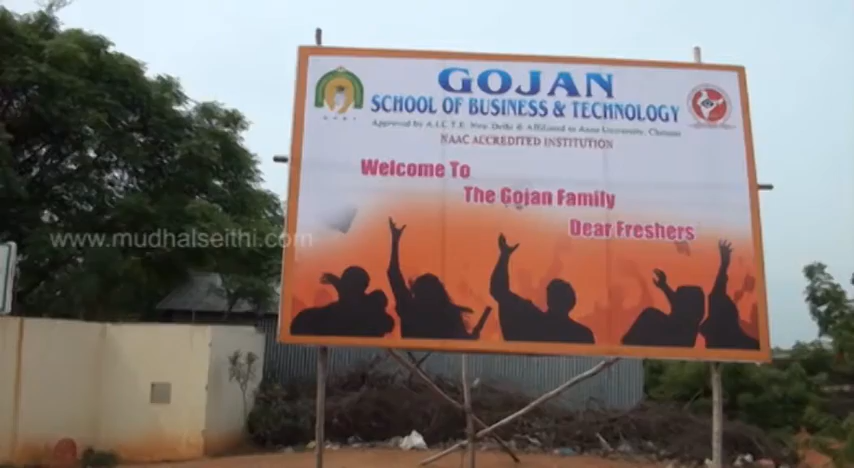 GOJAN
SCHOOL OF BUSINESS & TECHNOLOGY
Approved by A.I.C.T.E, New Delhi & Affiliated to Anna University, Chennai
NAAC ACCREDITED INSTITUTION
Welcome To
The Gojan Family
Dear Freshers
www.mudhalseithi.com